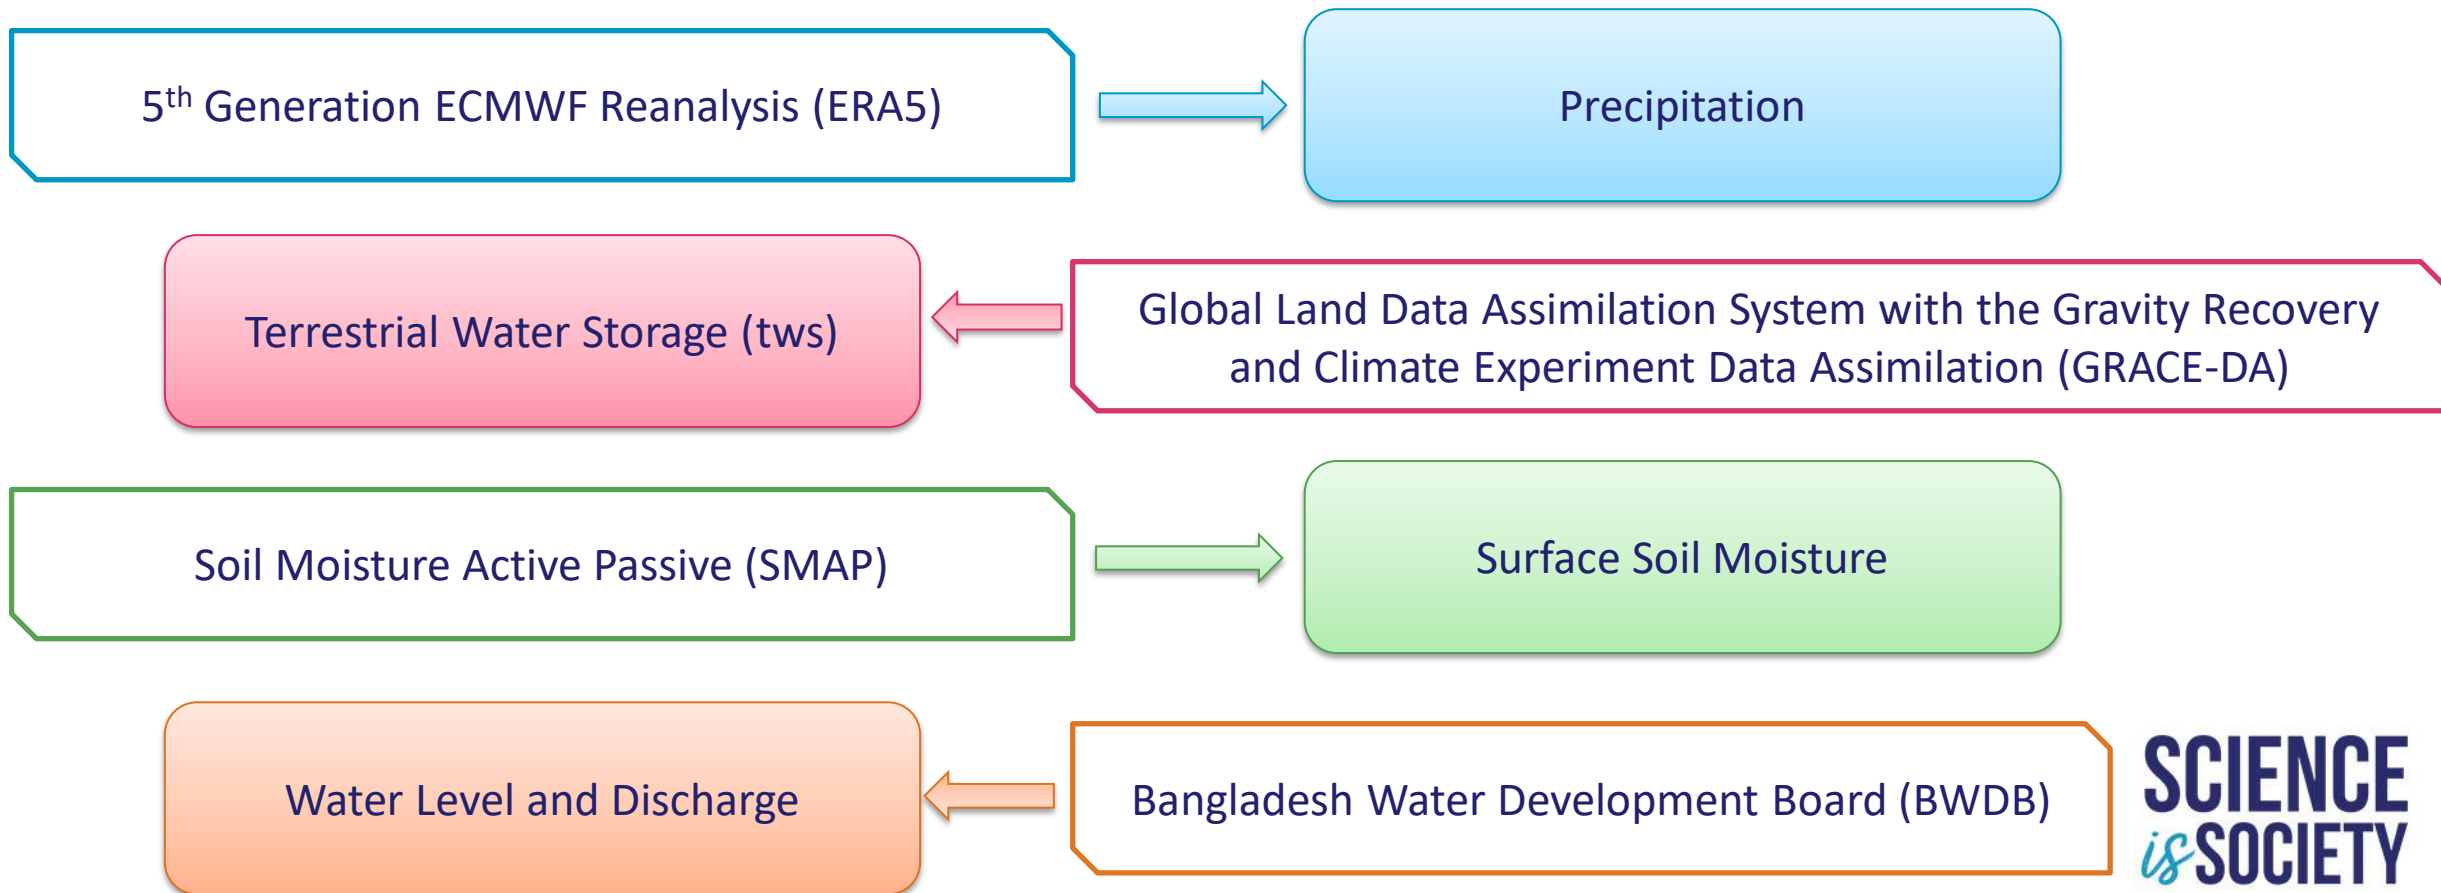 5th Generation ECMWF Reanalysis (ERA5)
Precipitation
Terrestrial Water Storage (tws)
Global Land Data Assimilation System with the Gravity Recovery
and Climate Experiment Data Assimilation (GRACE-DA)
Soil Moisture Active Passive (SMAP)
Surface Soil Moisture
Water Level and Discharge
Bangladesh Water Development Board (BWDB)
SCIENCE
is SOCIETY